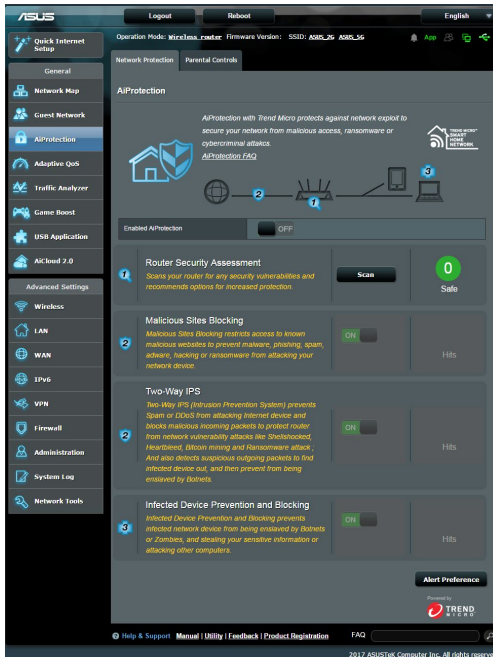 ASUS
Logout
Reboot
English
Quick Internet
Setup
Operation Mode: Wireless router Firmware Version: SSID: ASUS_2G ASUS_5G
App
General
Network Map
Guest Network
AiProtection
Adaptive QoS
Traffic Analyzer
Game Boost
USB Application
AiCloud 2.0
Advanced Settings
Wireless
LAN
WAN
IPv6
VPN
Firewall
Administration
System Log
Network Tools
Network Protection
Parental Controls
AiProtection
AiProtection with Trend Micro protects against network exploit to
secure your network from malicious access, ransomware or
cybercriminal attakcs.
AiProtection FAQ
TREND MICRO
SMART
HOME
NETWORK
2
1
3
Enabled AiProtection
OFF
1
Router Security Assessment
Scans your router for any security vulnerabilities and
recommends options for increased protection.
Scan
0
Safe
2
Malicious Sites Blocking
Malicious Sites Blocking restricts access to known
malicious websites to prevent malware, phishing, spam,
adware, hacking or ransomware from attacking your
network device.
ON
Hits
2
Two-Way IPS
Two-Way IPS (Intrusion Prevention System) prevents
Spam or DDoS from attacking Internet device and
blocks malicious incoming packets to protect router
from network vulnerability attacks like Shellshocked,
Heartbleed, Bitcoin mining and Ransomware attack ;
And also detects suspicious outgoing packets to find
infected device out, and then prevent from being
enslaved by Botnets.
ON
Hits
3
Infected Device Prevention and Blocking
Infected Device Prevention and Blocking prevents
infected network device from being enslaved by Botnets
or Zombies, and stealing your sensitive information or
attacking other computers.
ON
Hits
Alert Preference
Powered by
TREND
MICRO
Help & Support Manual | Utility | Feedback | Product Registration
FAQ
2017 ASUSTeK Computer Inc. All rights reserve